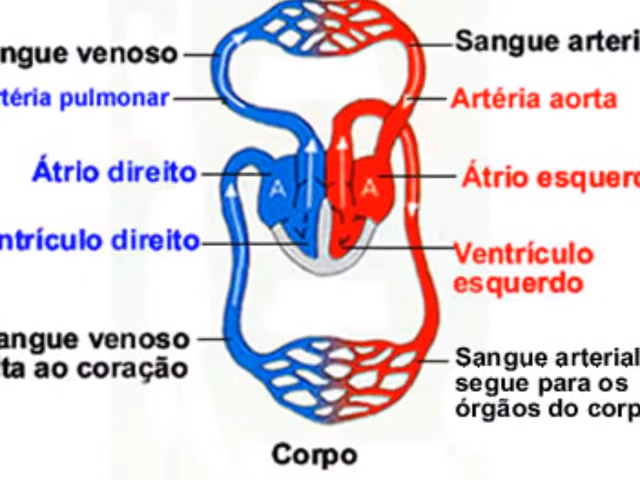 ngue venoso
Sangue arteri
rtéria pulmonar
Artéria aorta
Átrio direito
Átrio esquerd
ntrículo direito
Ventrículo
esquerdo
A
A
angue venoso
ta ao coração
Sangue arterial
segue para os
órgãos do corp
Corpo